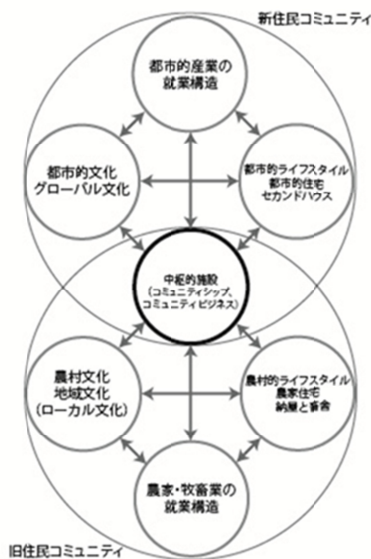 新住民コミュニティ
都市的産業の
就業構造
都市的文化
グローバル文化
都市的ライフスタイル
都市的住宅
セカンドハウス
中枢的施設
(コミュニティシップ、
コミュニティビジネス)
農村文化
地域文化
(ローカル文化)
農村的ライフスタイル
農家住宅
納屋と畜舎
農家・牧畜業の
就業構造
旧住民コミュニティ